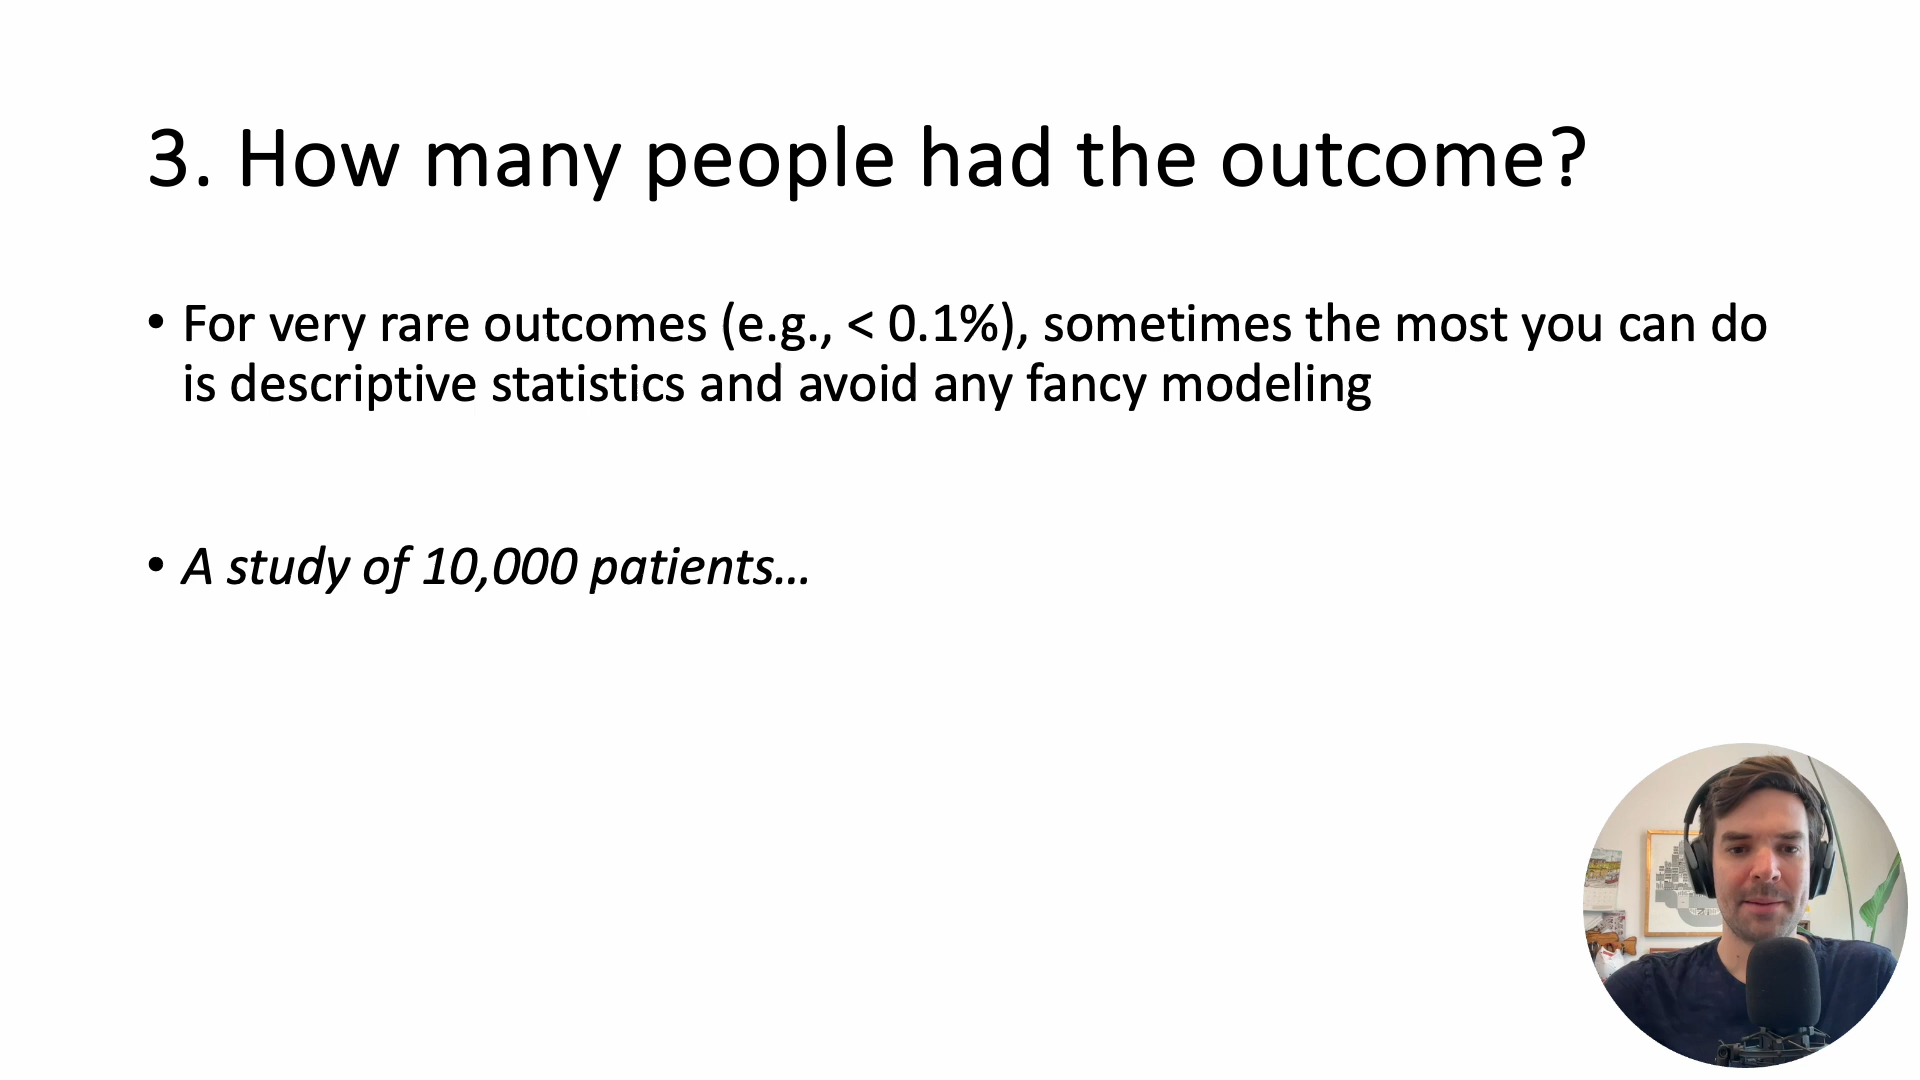 3. How many people had the outcome?
• For very rare outcomes (e.g., < 0.1%), sometimes the most you can do
is descriptive statistics and avoid any fancy modeling
• A study of 10,000 patients...